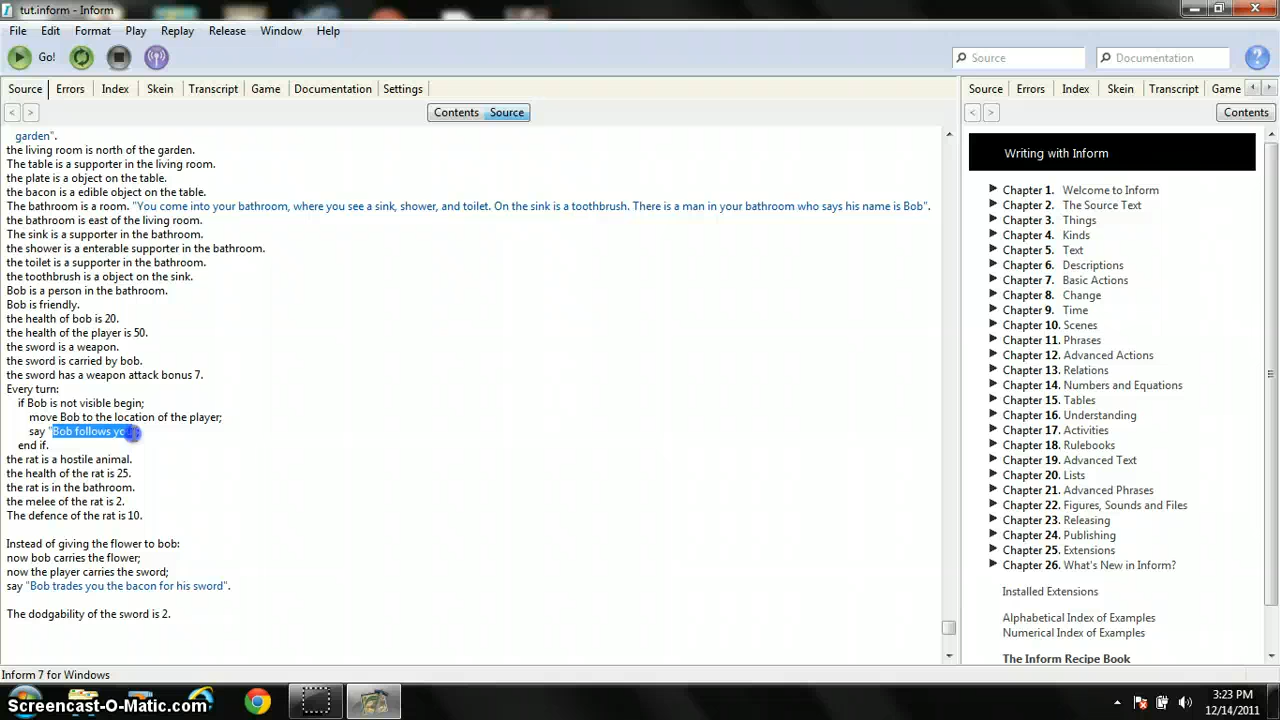 tut.inform - Inform
File Edit Format Play Replay Release Window Help
Go!
Source
Documentation
Source Errors Index Skein Transcript Game Documentation Settings
Source Errors Index Skein Transcript Game
< >
Contents Source
< >
Contents
garden".
the living room is north of the garden.
The table is a supporter in the living room.
the plate is a object on the table.
the bacon is a edible object on the table.
The bathroom is a room. "You come into your bathroom, where you see a sink, shower, and toilet. On the sink is a toothbrush. There is a man in your bathroom who says his name is Bob".
the bathroom is east of the living room.
The sink is a supporter in the bathroom.
the shower is a enterable supporter in the bathroom.
the toilet is a supporter in the bathroom.
the toothbrush is a object on the sink.
Bob is a person in the bathroom.
Bob is friendly.
the health of bob is 20.
the health of the player is 50.
the sword is a weapon.
the sword is carried by bob.
the sword has a weapon attack bonus 7.
Every turn:
if Bob is not visible begin;
move Bob to the location of the player;
say "Bob follows
end if.
the rat is a hostile animal.
the health of the rat is 25.
the rat is in the bathroom.
the melee of the rat is 2.
The defence of the rat is 10.
Instead of giving the flower to bob:
now bob carries the flower;
now the player carries the sword;
say "Bob trades you the bacon for his sword".
The dodgability of the sword is 2.
Writing with Inform
Chapter 1. Welcome to Inform
Chapter 2. The Source Text
Chapter 3. Things
Chapter 4. Kinds
Chapter 5. Text
Chapter 6. Descriptions
Chapter 7. Basic Actions
Chapter 8. Change
Chapter 9. Time
Chapter 10. Scenes
Chapter 11. Phrases
Chapter 12. Advanced Actions
Chapter 13. Relations
Chapter 14. Numbers and Equations
Chapter 15. Tables
Chapter 16. Understanding
Chapter 17. Activities
Chapter 18. Rulebooks
Chapter 19. Advanced Text
Chapter 20. Lists
Chapter 21. Advanced Phrases
Chapter 22. Figures, Sounds and Files
Chapter 23. Releasing
Chapter 24. Publishing
Chapter 25. Extensions
Chapter 26. What's New in Inform?
Installed Extensions
Alphabetical Index of Examples
Numerical Index of Examples
The Inform Recipe Book
Inform 7 for Windows
Screencast-O-Matic.com
3:23 PM
12/14/2011